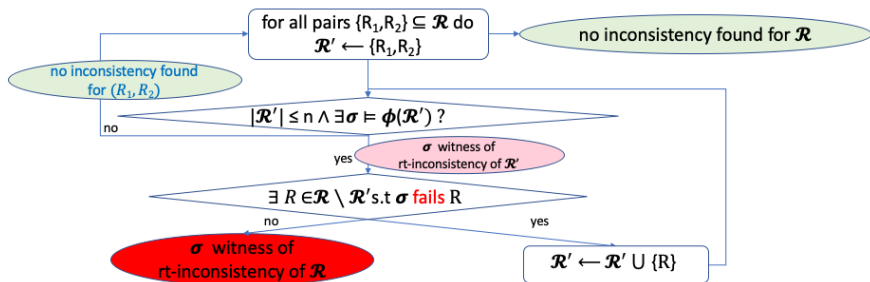 for all pairs {R₁,R₂} ⊆ 𝓡 do
𝓡′ ⟵ {R₁,R₂}
no inconsistency found for 𝓡
no inconsistency found
for (R₁, R₂)
|𝓡′| ≤ n ∧ ∃𝝈 ⊨ 𝝓(𝓡′) ?
no
yes
𝝈 witness of
rt-inconsistency of 𝓡′
∃ R ∈𝓡 \ 𝓡′s.t 𝝈 fails R
no
yes
𝝈 witness of
rt-inconsistency of 𝓡
𝓡′ ⟵ 𝓡′ ∪ {R}